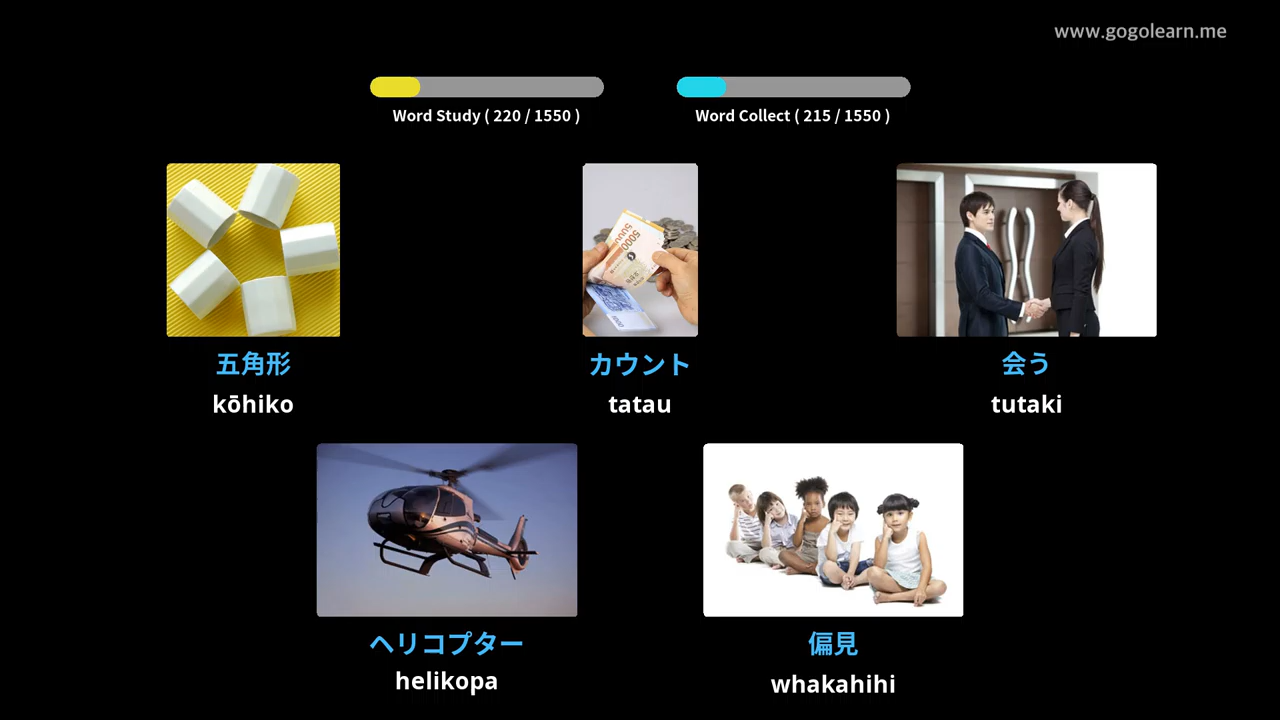 www.gogolearn.me
Word Study ( 220 / 1550 )
Word Collect ( 215 / 1550 )
五角形
kōhiko
カウント
tatau
会う
tutaki
ヘリコプター
helikopa
偏見
whakahihi